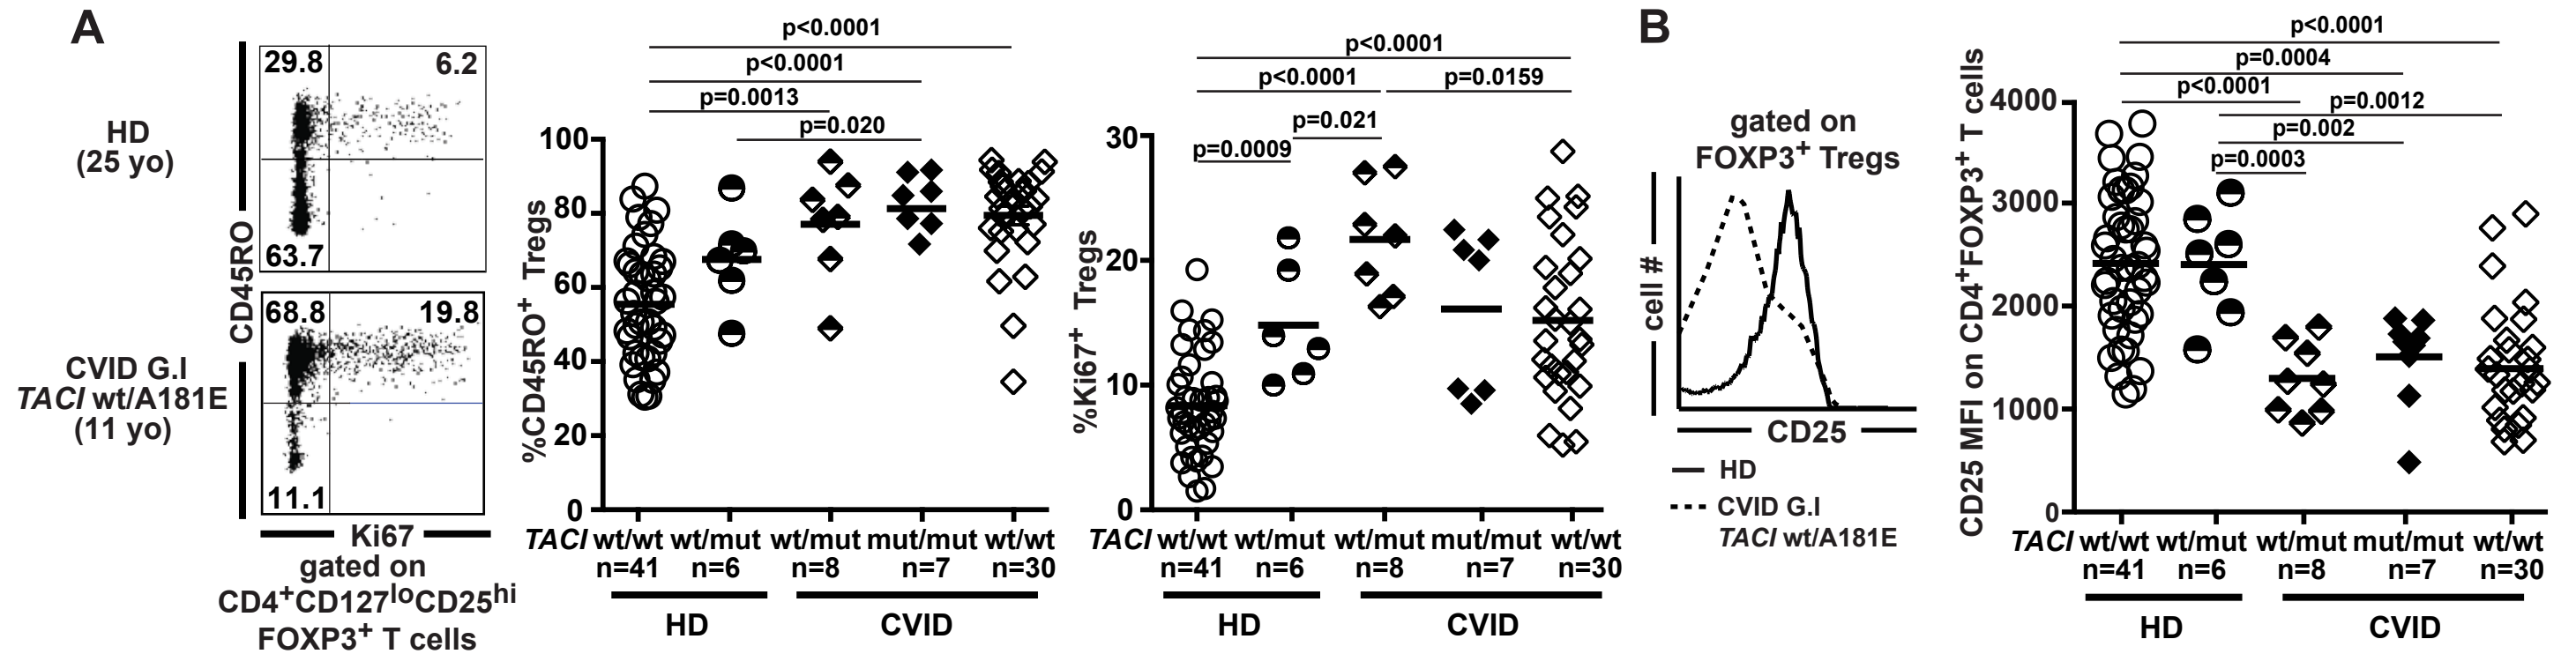 A
HD
(25 yo)
CVID G.I
TACI wt/A181E
(11 yo)
CD45RO
29.8
6.2
63.7
68.8
19.8
11.1
Ki67
gated on
CD4+CD127loCD25hi
FOXP3+ T cells
%CD45RO+ Tregs
100
80
60
40
20
0
p<0.0001
p<0.0001
p=0.0013
p=0.020
TACI wt/wt wt/mut wt/mut mut/mut wt/wt
n=41 n=6 n=8 n=7 n=30
HD
CVID
%Ki67+ Tregs
30
20
10
0
p<0.0001
p<0.0001
p=0.0159
p=0.021
p=0.0009
TACI wt/wt wt/mut wt/mut mut/mut wt/wt
n=41 n=6 n=8 n=7 n=30
HD
CVID
B
gated on
FOXP3+ Tregs
cell #
CD25
HD
CVID G.I
TACI wt/A181E
CD25 MFI on CD4+FOXP3+ T cells
4000
3000
2000
1000
0
p<0.0001
p=0.0004
p<0.0001
p=0.0012
p=0.002
p=0.0003
TACI wt/wt wt/mut wt/mut mut/mut wt/wt
n=41 n=6 n=8 n=7 n=30
HD
CVID